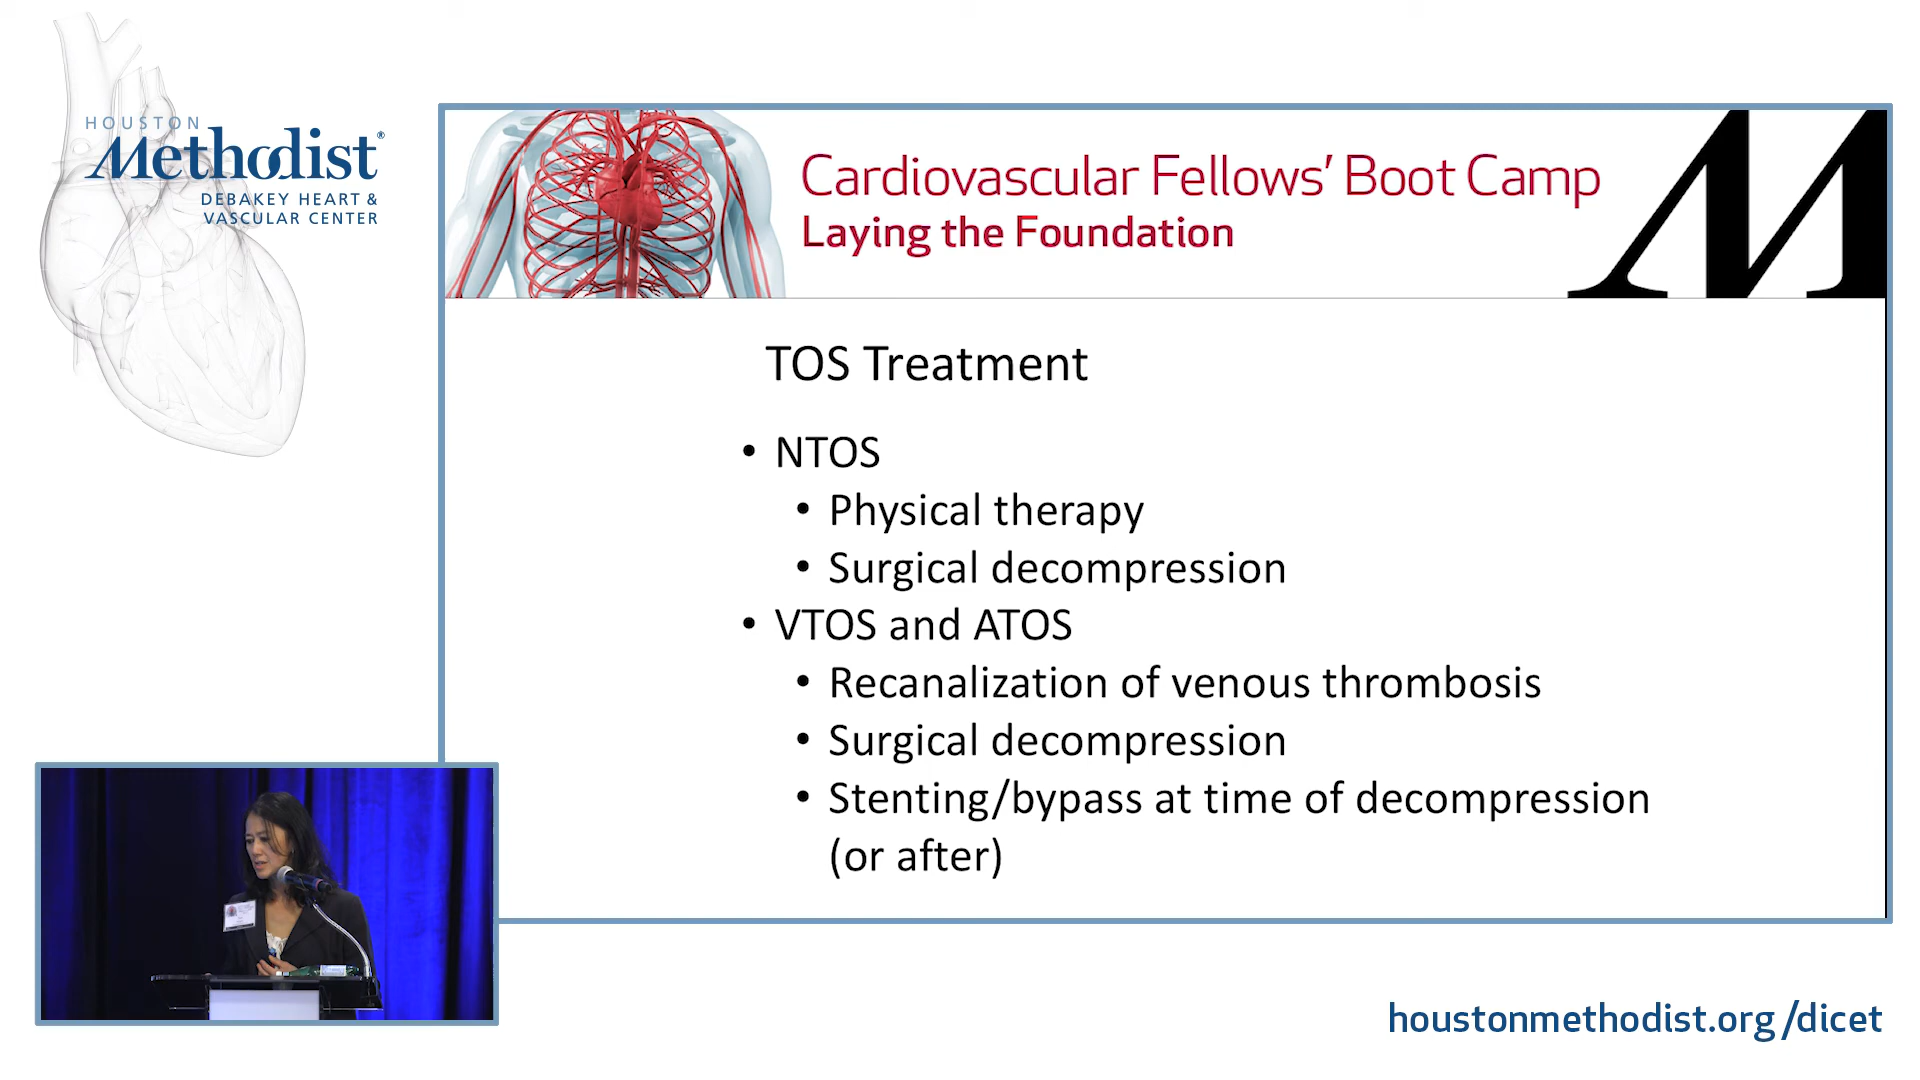 HOUSTON
Methodist®
DEBAKEY HEART &
VASCULAR CENTER
Cardiovascular Fellows' Boot Camp
Laying the Foundation
M
TOS Treatment
• NTOS
• Physical therapy
• Surgical decompression
• VTOS and ATOS
• Recanalization of venous thrombosis
• Surgical decompression
• Stenting/bypass at time of decompression
(or after)
houstonmethodist.org/dicet